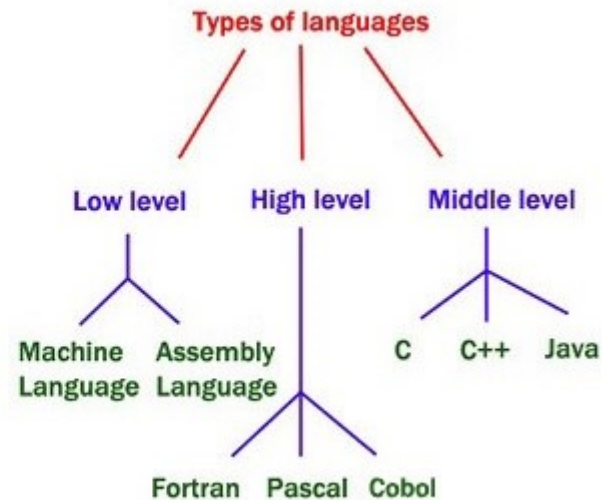 Types of languages
Low level High level Middle level
Machine Language Assembly Language C C++ Java
Fortran Pascal Cobol